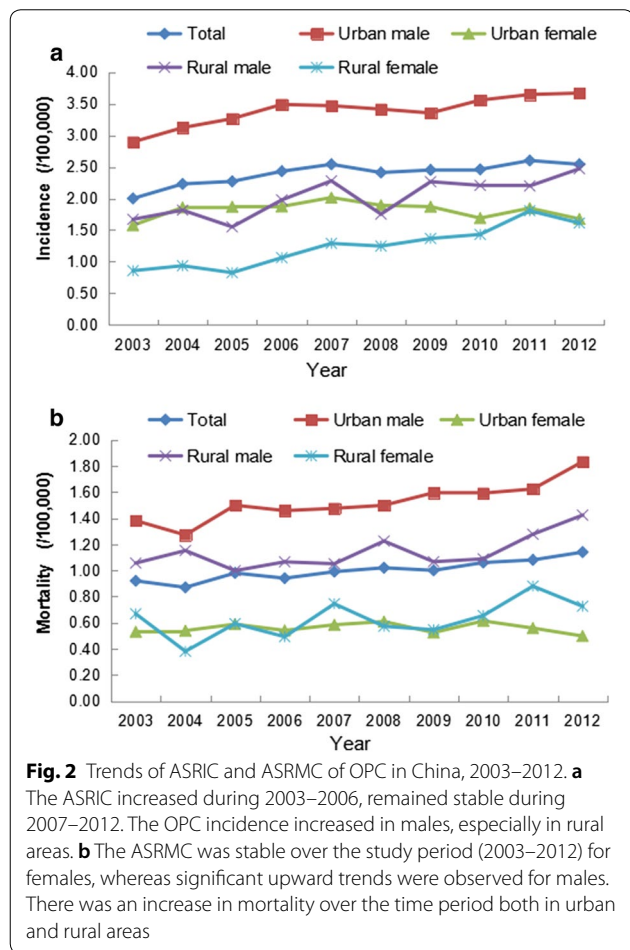 Total Urban male Urban female
a
Rural male Rural female
4.00
3.50
3.00
2.50
2.00
1.50
1.00
0.50
0.00
Incidence (/100,000)
2003 2004 2005 2006 2007 2008 2009 2010 2011 2012
Year
b
Total Urban male Urban female
Rural male Rural female
2.00
1.80
1.60
1.40
1.20
1.00
0.80
0.60
0.40
0.20
0.00
Mortality (/100,000)
2003 2004 2005 2006 2007 2008 2009 2010 2011 2012
Year
Fig. 2 Trends of ASRIC and ASRMC of OPC in China, 2003–2012. a
The ASRIC increased during 2003–2006, remained stable during
2007–2012. The OPC incidence increased in males, especially in rural
areas. b The ASRMC was stable over the study period (2003–2012) for
females, whereas significant upward trends were observed for males.
There was an increase in mortality over the time period both in urban
and rural areas